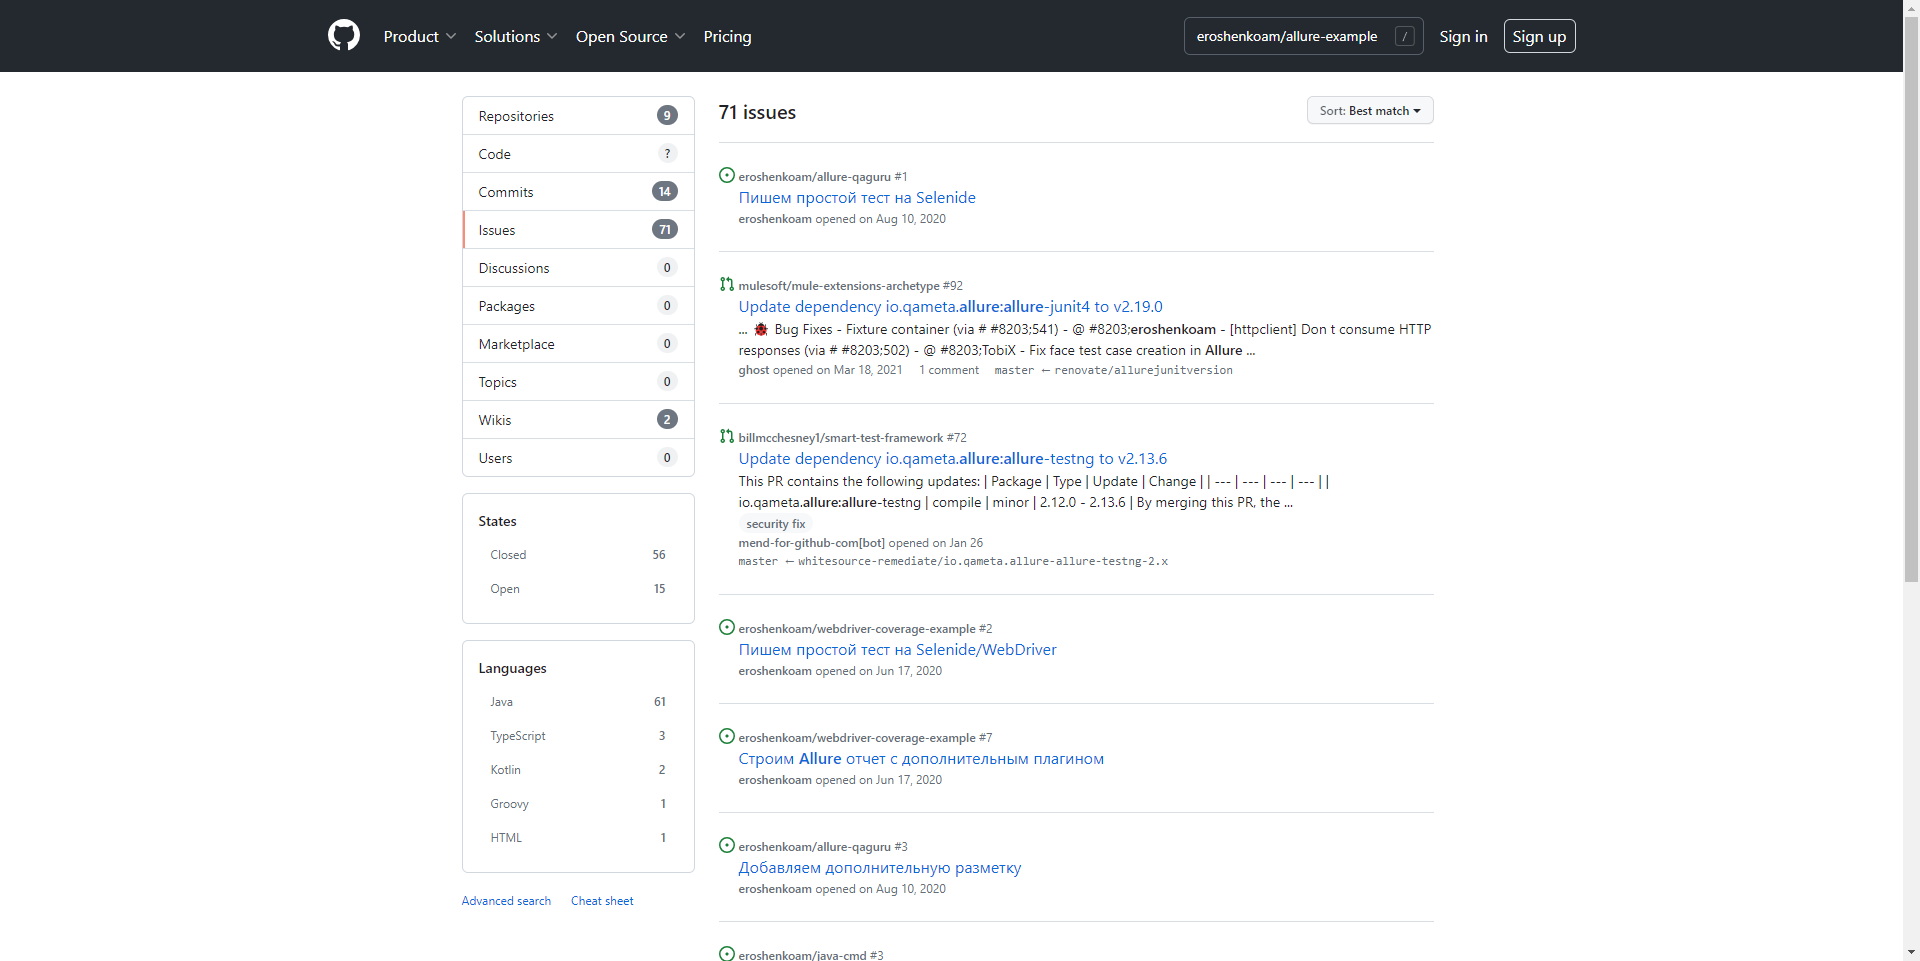 Product Solutions Open Source Pricing eroshenkoam/allure-example / Sign in Sign up
Repositories 9
Code ?
Commits 14
Issues 71
Discussions 0
Packages 0
Marketplace 0
Topics 0
Wikis 2
Users 0
States
Closed 56
Open 15
Languages
Java 61
TypeScript 3
Kotlin 2
Groovy 1
HTML 1
Advanced search Cheat sheet
71 issues
Sort: Best match
eroshenkoam/allure-qaguru #1
Пишем простой тест на Selenide
eroshenkoam opened on Aug 10, 2020
mulesoft/mule-extensions-archetype #92
Update dependency io.qameta.allure:allure-junit4 to v2.19.0
... 🐞 Bug Fixes - Fixture container (via # #8203;541) - @ #8203;eroshenkoam - [httpclient] Don t consume HTTP
responses (via # #8203;502) - @ #8203;TobiX - Fix face test case creation in Allure ...
ghost opened on Mar 18, 2021 1 comment master ← renovate/allurejunitversion
billmcchesney1/smart-test-framework #72
Update dependency io.qameta.allure:allure-testng to v2.13.6
This PR contains the following updates: | Package | Type | Update | Change | | --- | --- | --- | --- | |
io.qameta.allure:allure-testng | compile | minor | 2.12.0 - 2.13.6 | By merging this PR, the ...
security fix
mend-for-github-com[bot] opened on Jan 26
master ← whitesource-remediate/io.qameta.allure-allure-testng-2.x
eroshenkoam/webdriver-coverage-example #2
Пишем простой тест на Selenide/WebDriver
eroshenkoam opened on Jun 17, 2020
eroshenkoam/webdriver-coverage-example #7
Строим Allure отчет с дополнительным плагином
eroshenkoam opened on Jun 17, 2020
eroshenkoam/allure-qaguru #3
Добавляем дополнительную разметку
eroshenkoam opened on Aug 10, 2020
eroshenkoam/java-cmd #3